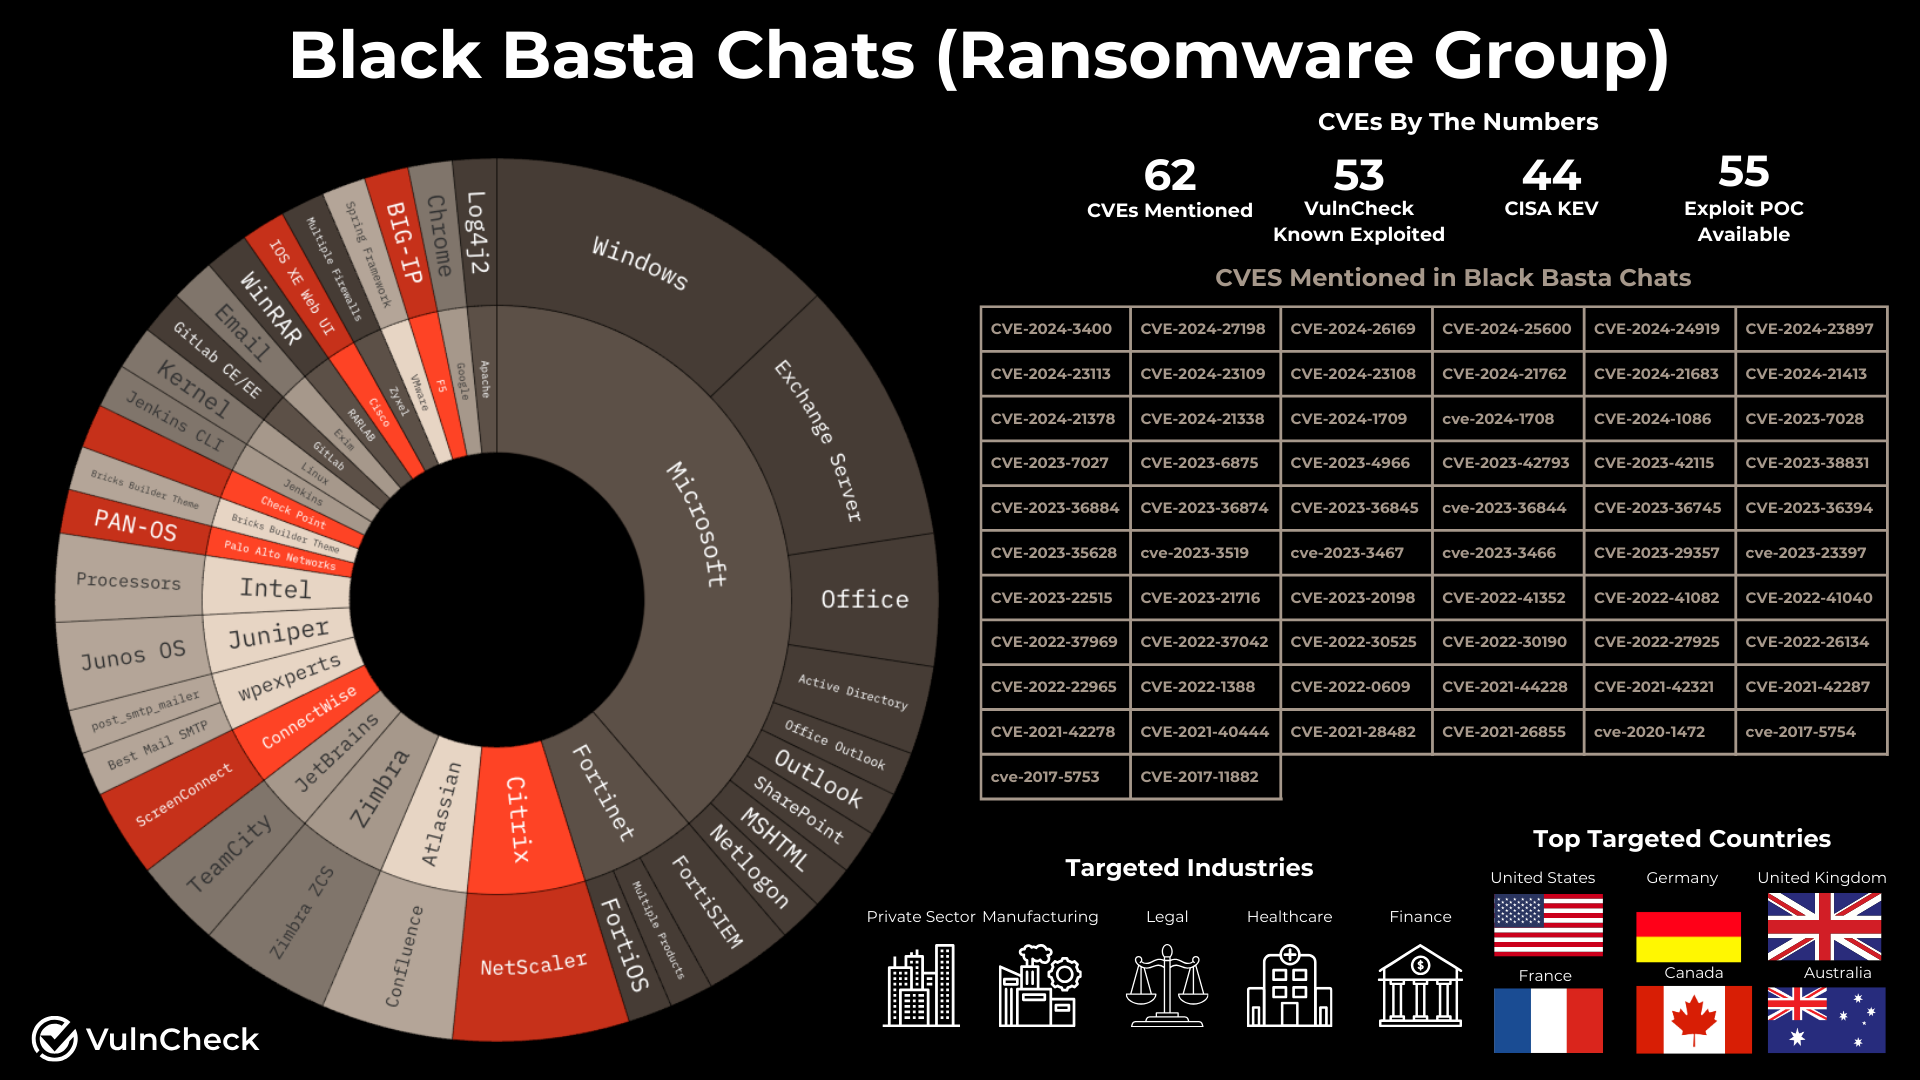 Black Basta Chats (Ransomware Group)
CVEs By The Numbers
62
CVEs Mentioned
53
VulnCheck
Known Exploited
44
CISA KEV
55
Exploit POC
Available
CVES Mentioned in Black Basta Chats
CVE-2024-3400 CVE-2024-27198 CVE-2024-26169 CVE-2024-25600 CVE-2024-24919 CVE-2024-23897
CVE-2024-23113 CVE-2024-23109 CVE-2024-23108 CVE-2024-21762 CVE-2024-21683 CVE-2024-21413
CVE-2024-21378 CVE-2024-21338 CVE-2024-1709 cve-2024-1708 CVE-2024-1086 CVE-2023-7028
CVE-2023-7027 CVE-2023-6875 CVE-2023-4966 CVE-2023-42793 CVE-2023-42115 CVE-2023-38831
CVE-2023-36884 CVE-2023-36874 CVE-2023-36845 cve-2023-36844 CVE-2023-36745 CVE-2023-36394
CVE-2023-35628 cve-2023-3519 cve-2023-3467 cve-2023-3466 CVE-2023-29357 cve-2023-23397
CVE-2023-22515 CVE-2023-21716 CVE-2023-20198 CVE-2022-41352 CVE-2022-41082 CVE-2022-41040
CVE-2022-37969 CVE-2022-37042 CVE-2022-30525 CVE-2022-30190 CVE-2022-27925 CVE-2022-26134
CVE-2022-22965 CVE-2022-1388 CVE-2022-0609 CVE-2021-44228 CVE-2021-42321 CVE-2021-42287
CVE-2021-42278 CVE-2021-40444 CVE-2021-28482 CVE-2021-26855 cve-2020-1472 cve-2017-5754
cve-2017-5753 CVE-2017-11882
Windows
Exchange Server
Office
Active Directory
Office Outlook
Outlook
SharePoint
MSHTML
Netlogon
FortiSIEM
Multiple Products
FortiOS
NetScaler
Confluence
Zimbra ZCS
TeamCity
ScreenConnect
Best Mail SMTP
post_smtp_mailer
Junos OS
Processors
PAN-OS
Bricks Builder Theme
Jenkins CLI
Kernel
GitLab CE/EE
Email
WinRAR
IOS XE Web UI
Multiple Firewalls
Spring Framework
BIG-IP
Chrome
Log4j2
Microsoft
Fortinet
Citrix
Atlassian
Zimbra
JetBrains
ConnectWise
wpexperts
Juniper
Intel
Palo Alto Networks
Bricks Builder Theme
Check Point
Jenkins
Linux
GitLab
Exim
RARLAB
Cisco
Zyxel
VMware
F5
Google
Apache
Targeted Industries
Private Sector
Manufacturing
Legal
Healthcare
Finance
Top Targeted Countries
United States
Germany
United Kingdom
France
Canada
Australia
VulnCheck